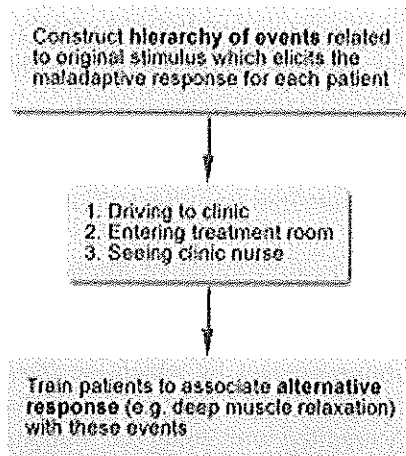 Construct hierarchy of events related
to original stimulus which elicits the
maladaptive response for each patient
1. Driving to clinic
2. Entering treatment room
3. Seeing clinic nurse
Train patients to associate alternative
response (e.g. deep muscle relaxation)
with these events